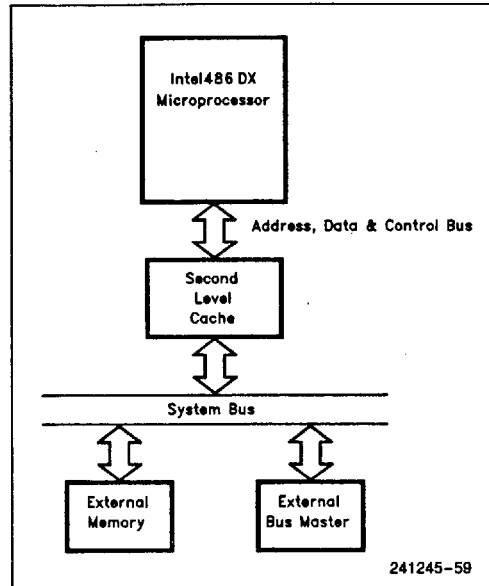 Intel486 DX
Microprocessor
Address, Data & Control Bus
Second
Level
Cache
System Bus
External
Memory
External
Bus Master
241245-59